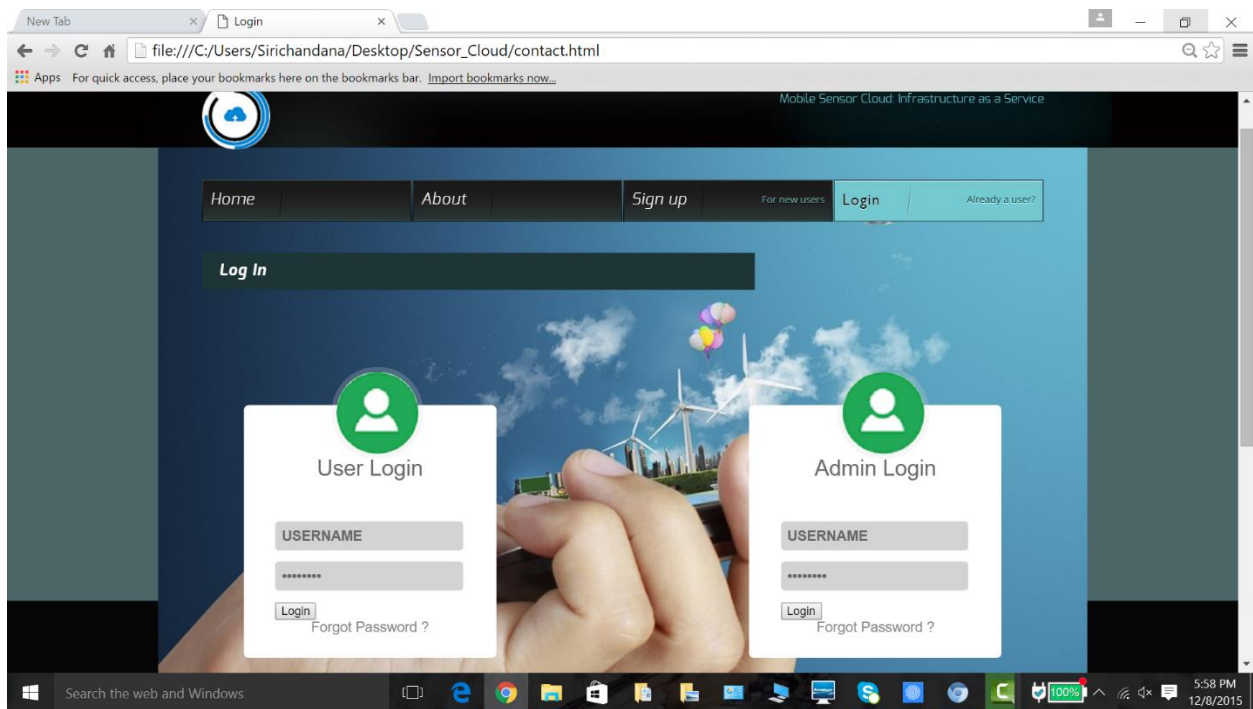 New Tab
Login
file:///C:/Users/Sirichandana/Desktop/Sensor_Cloud/contact.html
Apps For quick access, place your bookmarks here on the bookmarks bar. Import bookmarks now...
Mobile Sensor Cloud: Infrastructure as a Service
Home About Sign up For new users Login Already a user?
Log In
User Login Admin Login
USERNAME USERNAME
•••••••• ••••••••
Login Login
Forgot Password ? Forgot Password ?
Search the web and Windows
100%
5:58 PM
12/8/2015